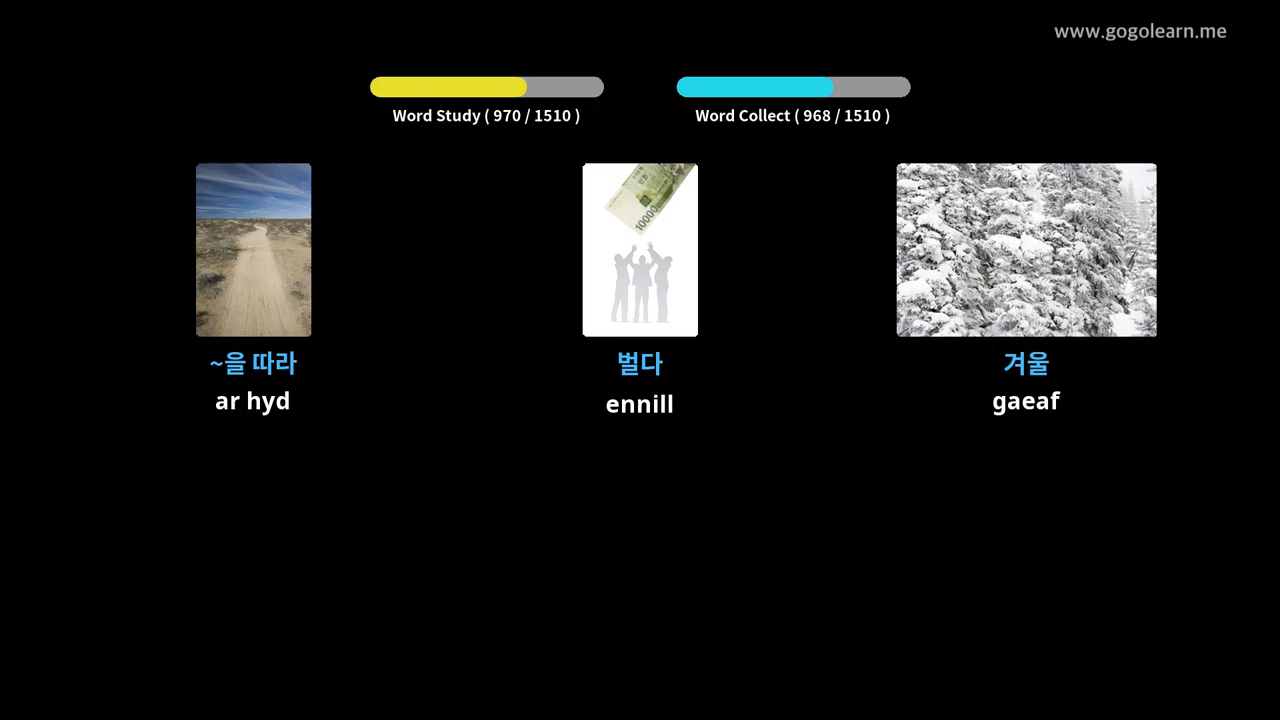 www.gogolearn.me
Word Study ( 970 / 1510 )
Word Collect ( 968 / 1510 )
10000
~을 따라
ar hyd
벌다
ennill
겨울
gaeaf